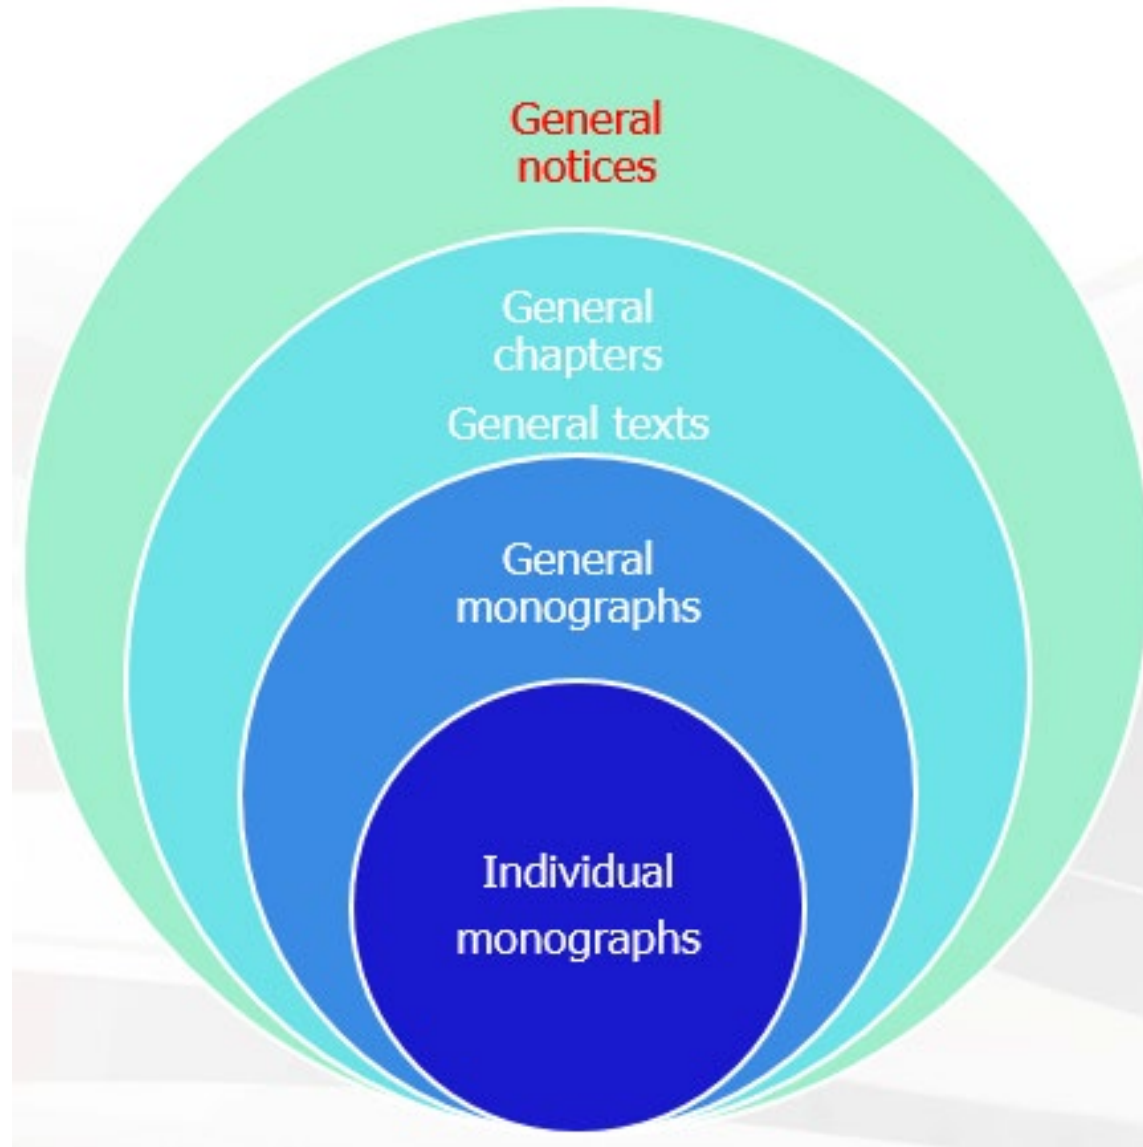 General
notices
General
chapters
General texts
General
monographs
Individual
monographs